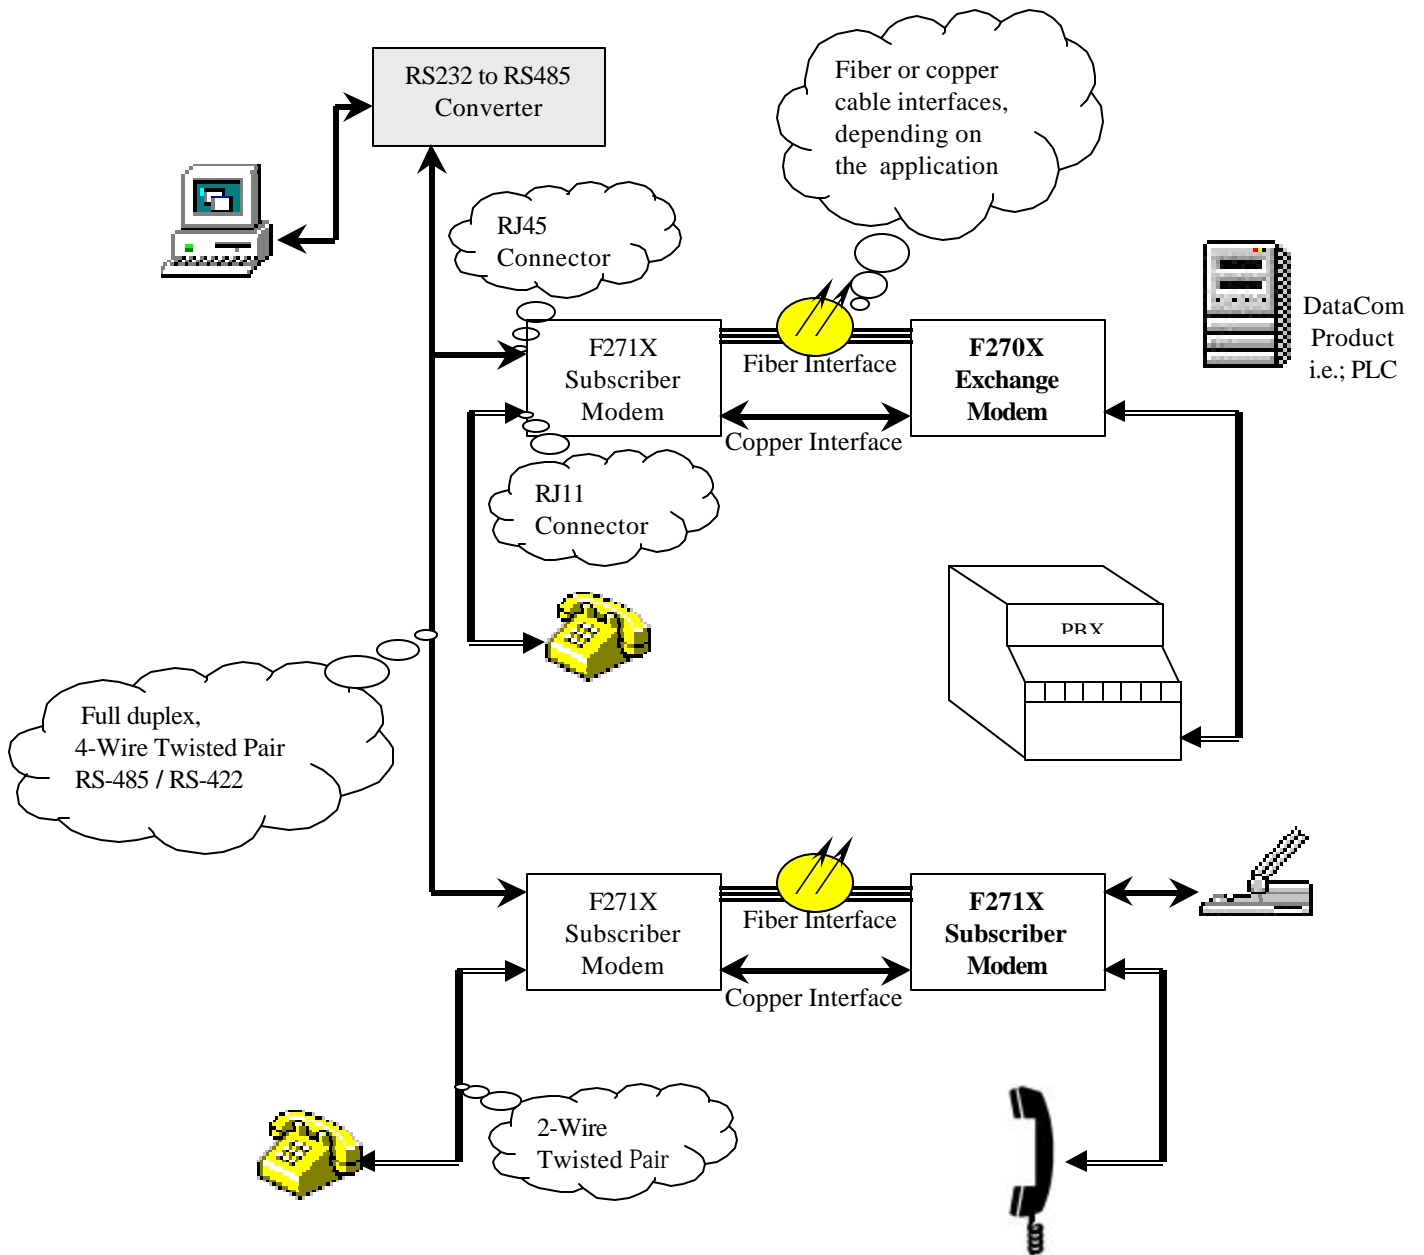 RS232 to RS485
Converter
Fiber or copper
cable interfaces,
depending on
the application
RJ45
Connector
DataCom
Product
i.e.; PLC
F271X
Subscriber
Modem
Fiber Interface
Copper Interface
F270X
Exchange
Modem
RJ11
Connector
PBX
Full duplex,
4-Wire Twisted Pair
RS-485 / RS-422
F271X
Subscriber
Modem
Fiber Interface
Copper Interface
F271X
Subscriber
Modem
2-Wire
Twisted Pair